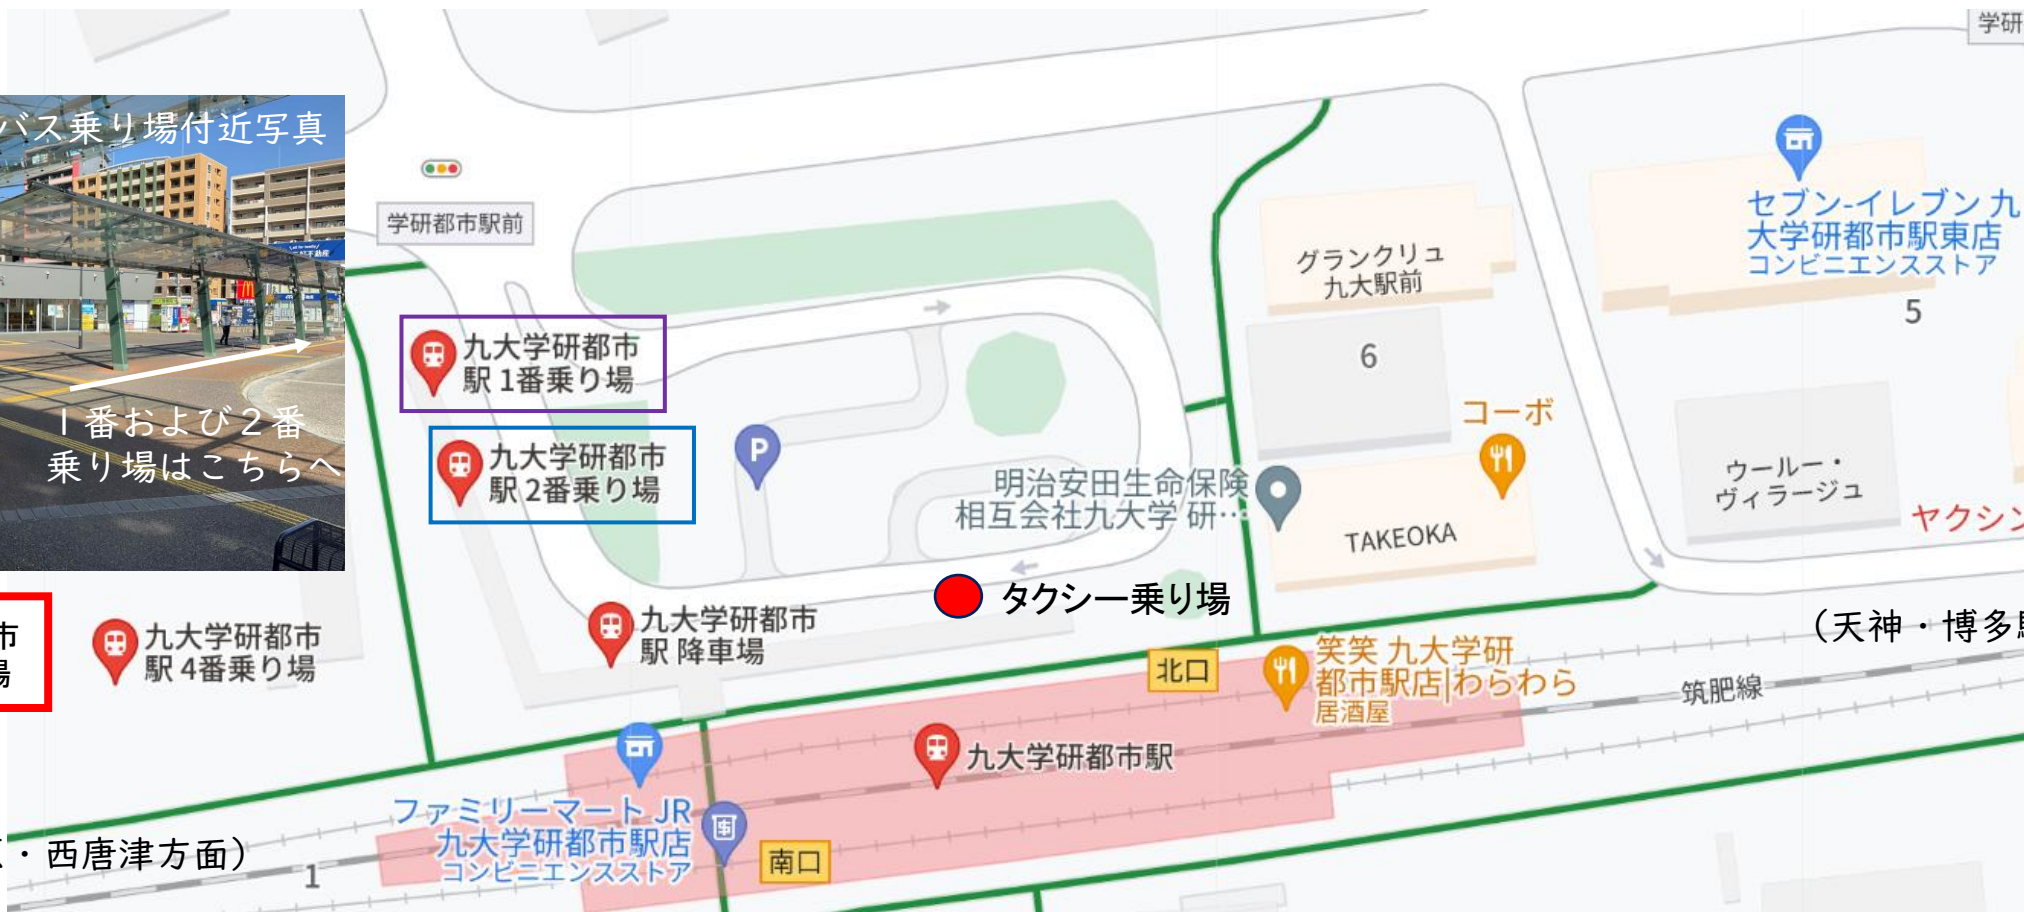 学研
バス乗り場付近写真
学研都市駅前
セブン-イレブン 九
大学研都市駅東店
コンビニエンスストア
グランクリュ
九大駅前
5
九大学研都市
駅 1番乗り場
6
コーボ
1番および2番
乗り場はこちらへ
九大学研都市
駅 2番乗り場
P
明治安田生命保険
相互会社九大学 研…
ウールー・
ヴィラージュ
ヤクシン
TAKEOKA
タクシー乗り場
市
場
九大学研都市
駅 4番乗り場
九大学研都市
駅 降車場
(天神・博多
北口
笑笑 九大学研
都市駅店|わらわら
居酒屋
筑肥線
九大学研都市駅
ファミリーマート JR
九大学研都市駅店
コンビニエンスストア
・西唐津方面)
1
南口